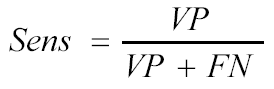 Sens = VP / VP + FN